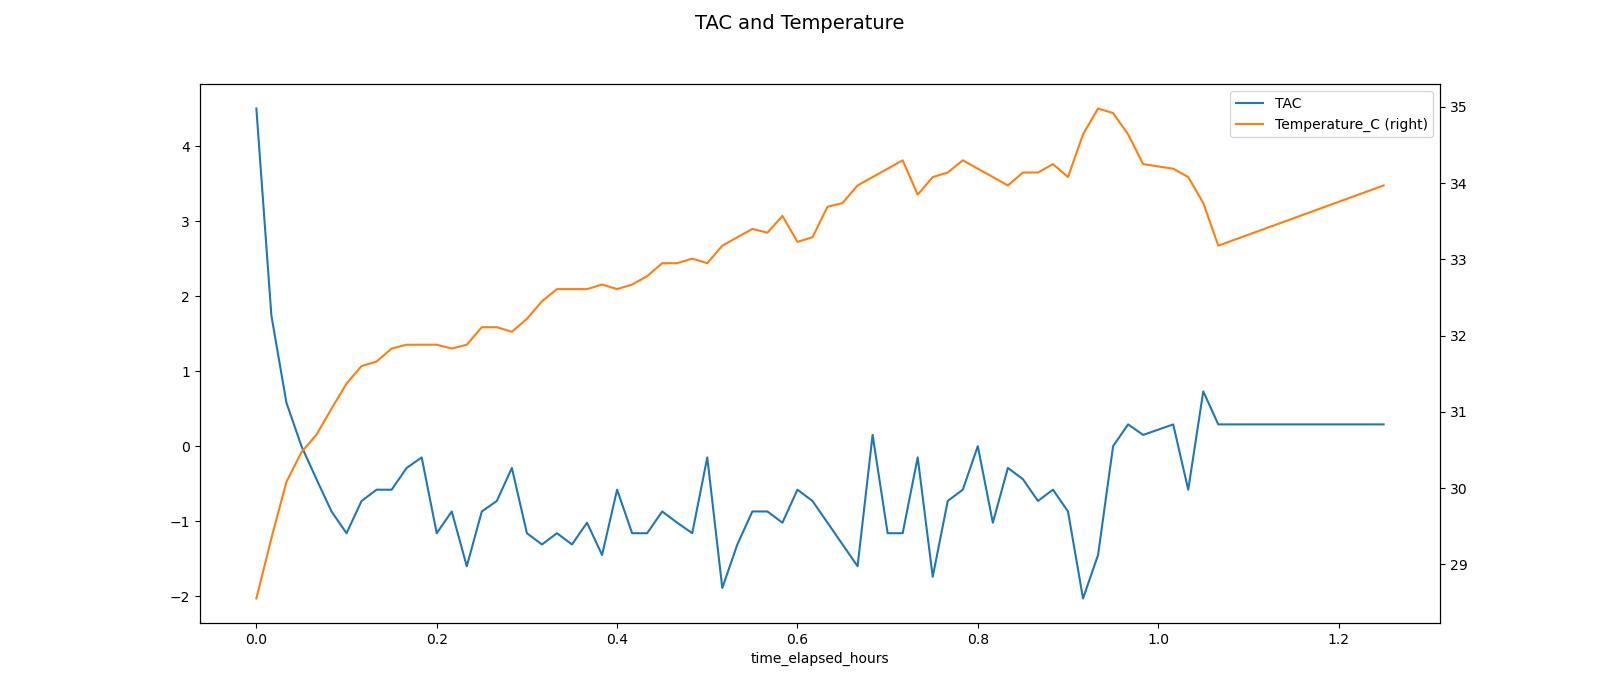 TAC and Temperature
TAC
Temperature_C (right)
4
3
2
1
0
−1
−2
35
34
33
32
31
30
29
0.0 0.2 0.4 0.6 0.8 1.0 1.2
time_elapsed_hours